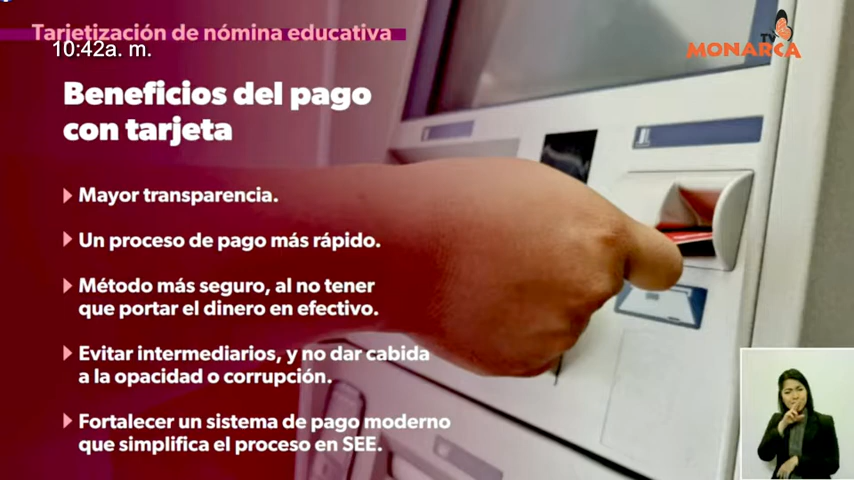 Tarjetización de nómina educativa
10:42a. m.
TV
MONARCA
Beneficios del pago
con tarjeta
Mayor transparencia.
Un proceso de pago más rápido.
Método más seguro, al no tener
que portar el dinero en efectivo.
Evitar intermediarios, y no dar cabida
a la opacidad o corrupción.
Fortalecer un sistema de pago moderno
que simplifica el proceso en SEE.